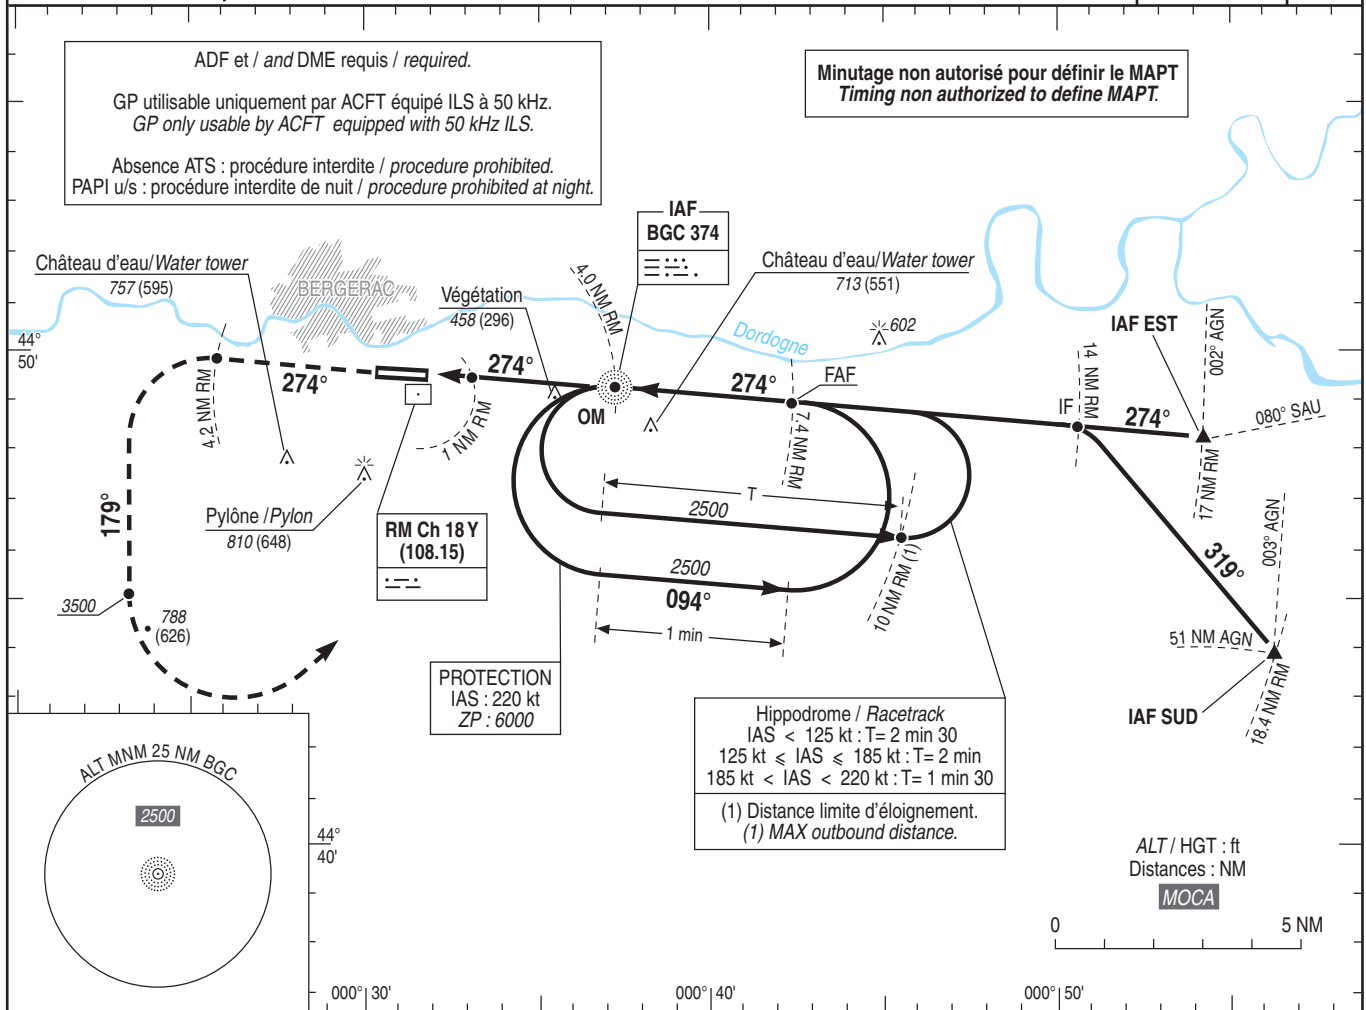 ADF et / and DME requis / required.
GP utilisable uniquement par ACFT équipé ILS à 50 kHz.
GP only usable by ACFT equipped with 50 kHz ILS.
Absence ATS : procédure interdite / procedure prohibited.
PAPI u/s : procédure interdite de nuit / procedure prohibited at night.
Minutage non autorisé pour définir le MAPT
Timing non authorized to define MAPT.
IAF
BGC 374
Château d'eau/Water tower
757 (595)
BERGERAC
Végétation
458 (296)
4.0 NM RM
Château d'eau/Water tower
713 (551)
Dordogne
602
IAF EST
002° AGN
44°
50'
274°
274°
274°
274°
FAF
OM
IF
14 NM RM
080° SAU
4.2 NM RM
1 NM RM
7.4 NM RM
17 NM RM
179°
Pylône /Pylon
810 (648)
RM Ch 18 Y
(108.15)
T
2500
2500
094°
1 min
10 NM RM (1)
319°
003° AGN
51 NM AGN
18.4 NM RM
IAF SUD
3500
788
(626)
PROTECTION
IAS : 220 kt
ZP : 6000
Hippodrome / Racetrack
IAS < 125 kt : T= 2 min 30
125 kt ⩽ IAS ⩽ 185 kt : T= 2 min
185 kt < IAS < 220 kt : T= 1 min 30
(1) Distance limite d'éloignement.
(1) MAX outbound distance.
ALT MNM 25 NM BGC
2500
44°
40'
ALT / HGT : ft
Distances : NM
MOCA
0 5 NM
000° 30'
000° 40'
000° 50'